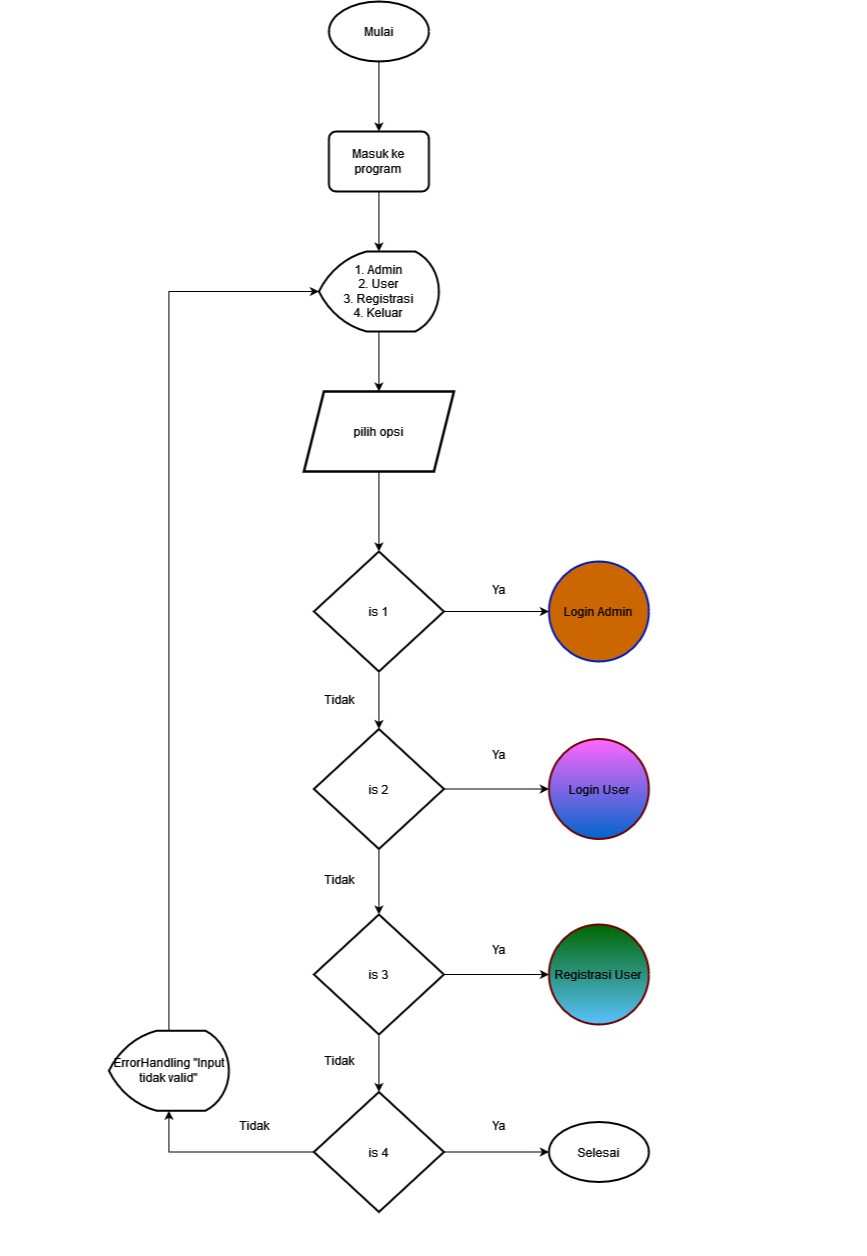 Mulai
Masuk ke
program
1. Admin
2. User
3. Registrasi
4. Keluar
pilih opsi
is 1
Ya
Login Admin
Tidak
is 2
Ya
Login User
Tidak
is 3
Ya
Registrasi User
Tidak
ErrorHandling "Input
tidak valid"
Tidak
is 4
Ya
Selesai